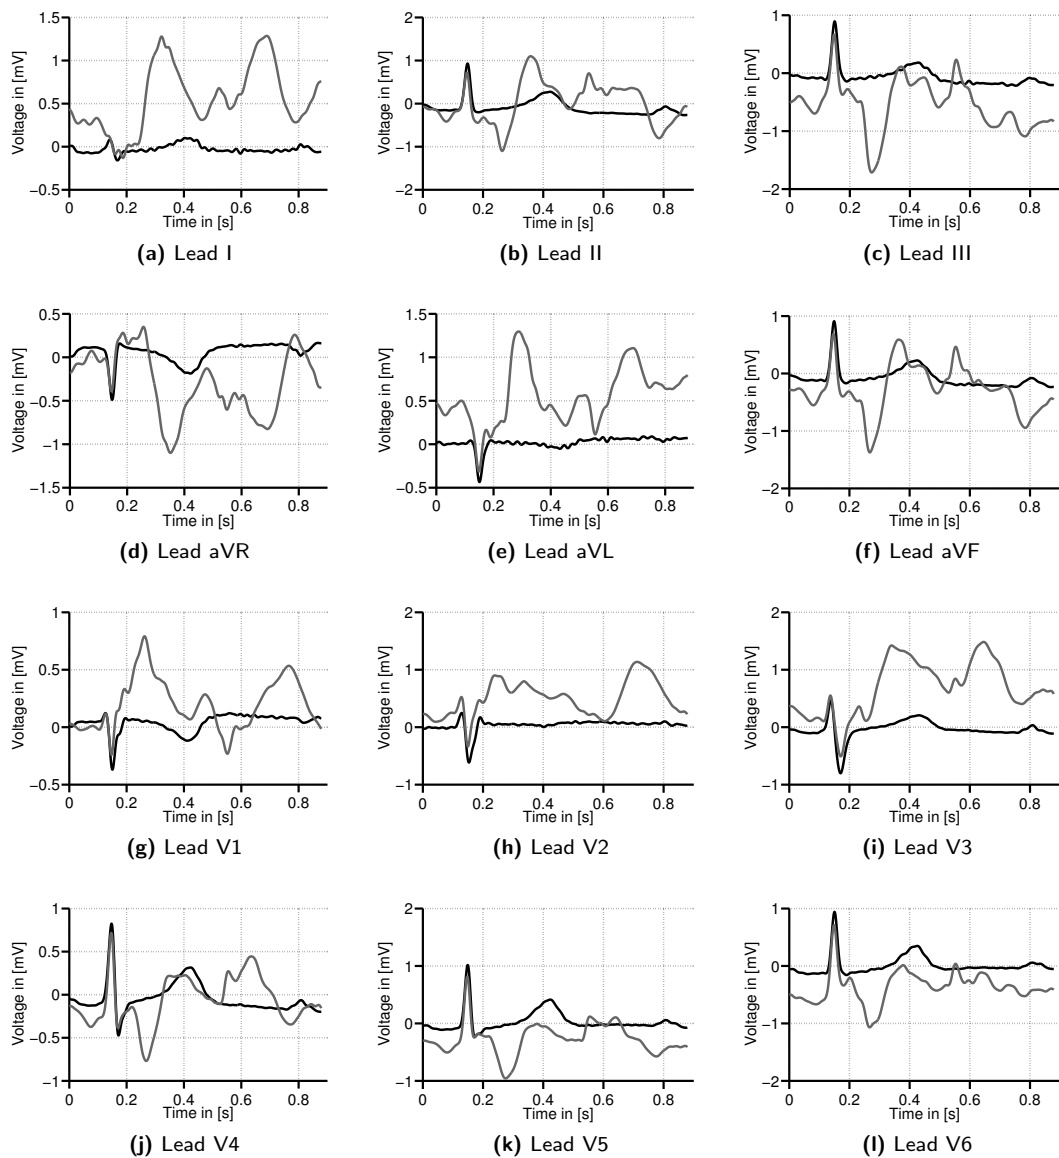 1.5
1
0.5
0
−0.5
Voltage in [mV]
0 0.2 0.4 0.6 0.8
Time in [s]
(a) Lead I
2
1
0
−1
−2
Voltage in [mV]
0 0.2 0.4 0.6 0.8
Time in [s]
(b) Lead II
1
0
−1
−2
Voltage in [mV]
0 0.2 0.4 0.6 0.8
Time in [s]
(c) Lead III
0.5
0
−0.5
−1
−1.5
Voltage in [mV]
0 0.2 0.4 0.6 0.8
Time in [s]
(d) Lead aVR
1.5
1
0.5
0
−0.5
Voltage in [mV]
0 0.2 0.4 0.6 0.8
Time in [s]
(e) Lead aVL
1
0
−1
−2
Voltage in [mV]
0 0.2 0.4 0.6 0.8
Time in [s]
(f) Lead aVF
1
0.5
0
−0.5
Voltage in [mV]
0 0.2 0.4 0.6 0.8
Time in [s]
(g) Lead V1
2
1
0
−1
Voltage in [mV]
0 0.2 0.4 0.6 0.8
Time in [s]
(h) Lead V2
2
1
0
−1
Voltage in [mV]
0 0.2 0.4 0.6 0.8
Time in [s]
(i) Lead V3
1
0.5
0
−0.5
−1
Voltage in [mV]
0 0.2 0.4 0.6 0.8
Time in [s]
(j) Lead V4
2
1
0
−1
Voltage in [mV]
0 0.2 0.4 0.6 0.8
Time in [s]
(k) Lead V5
1
0
−1
−2
Voltage in [mV]
0 0.2 0.4 0.6 0.8
Time in [s]
(l) Lead V6